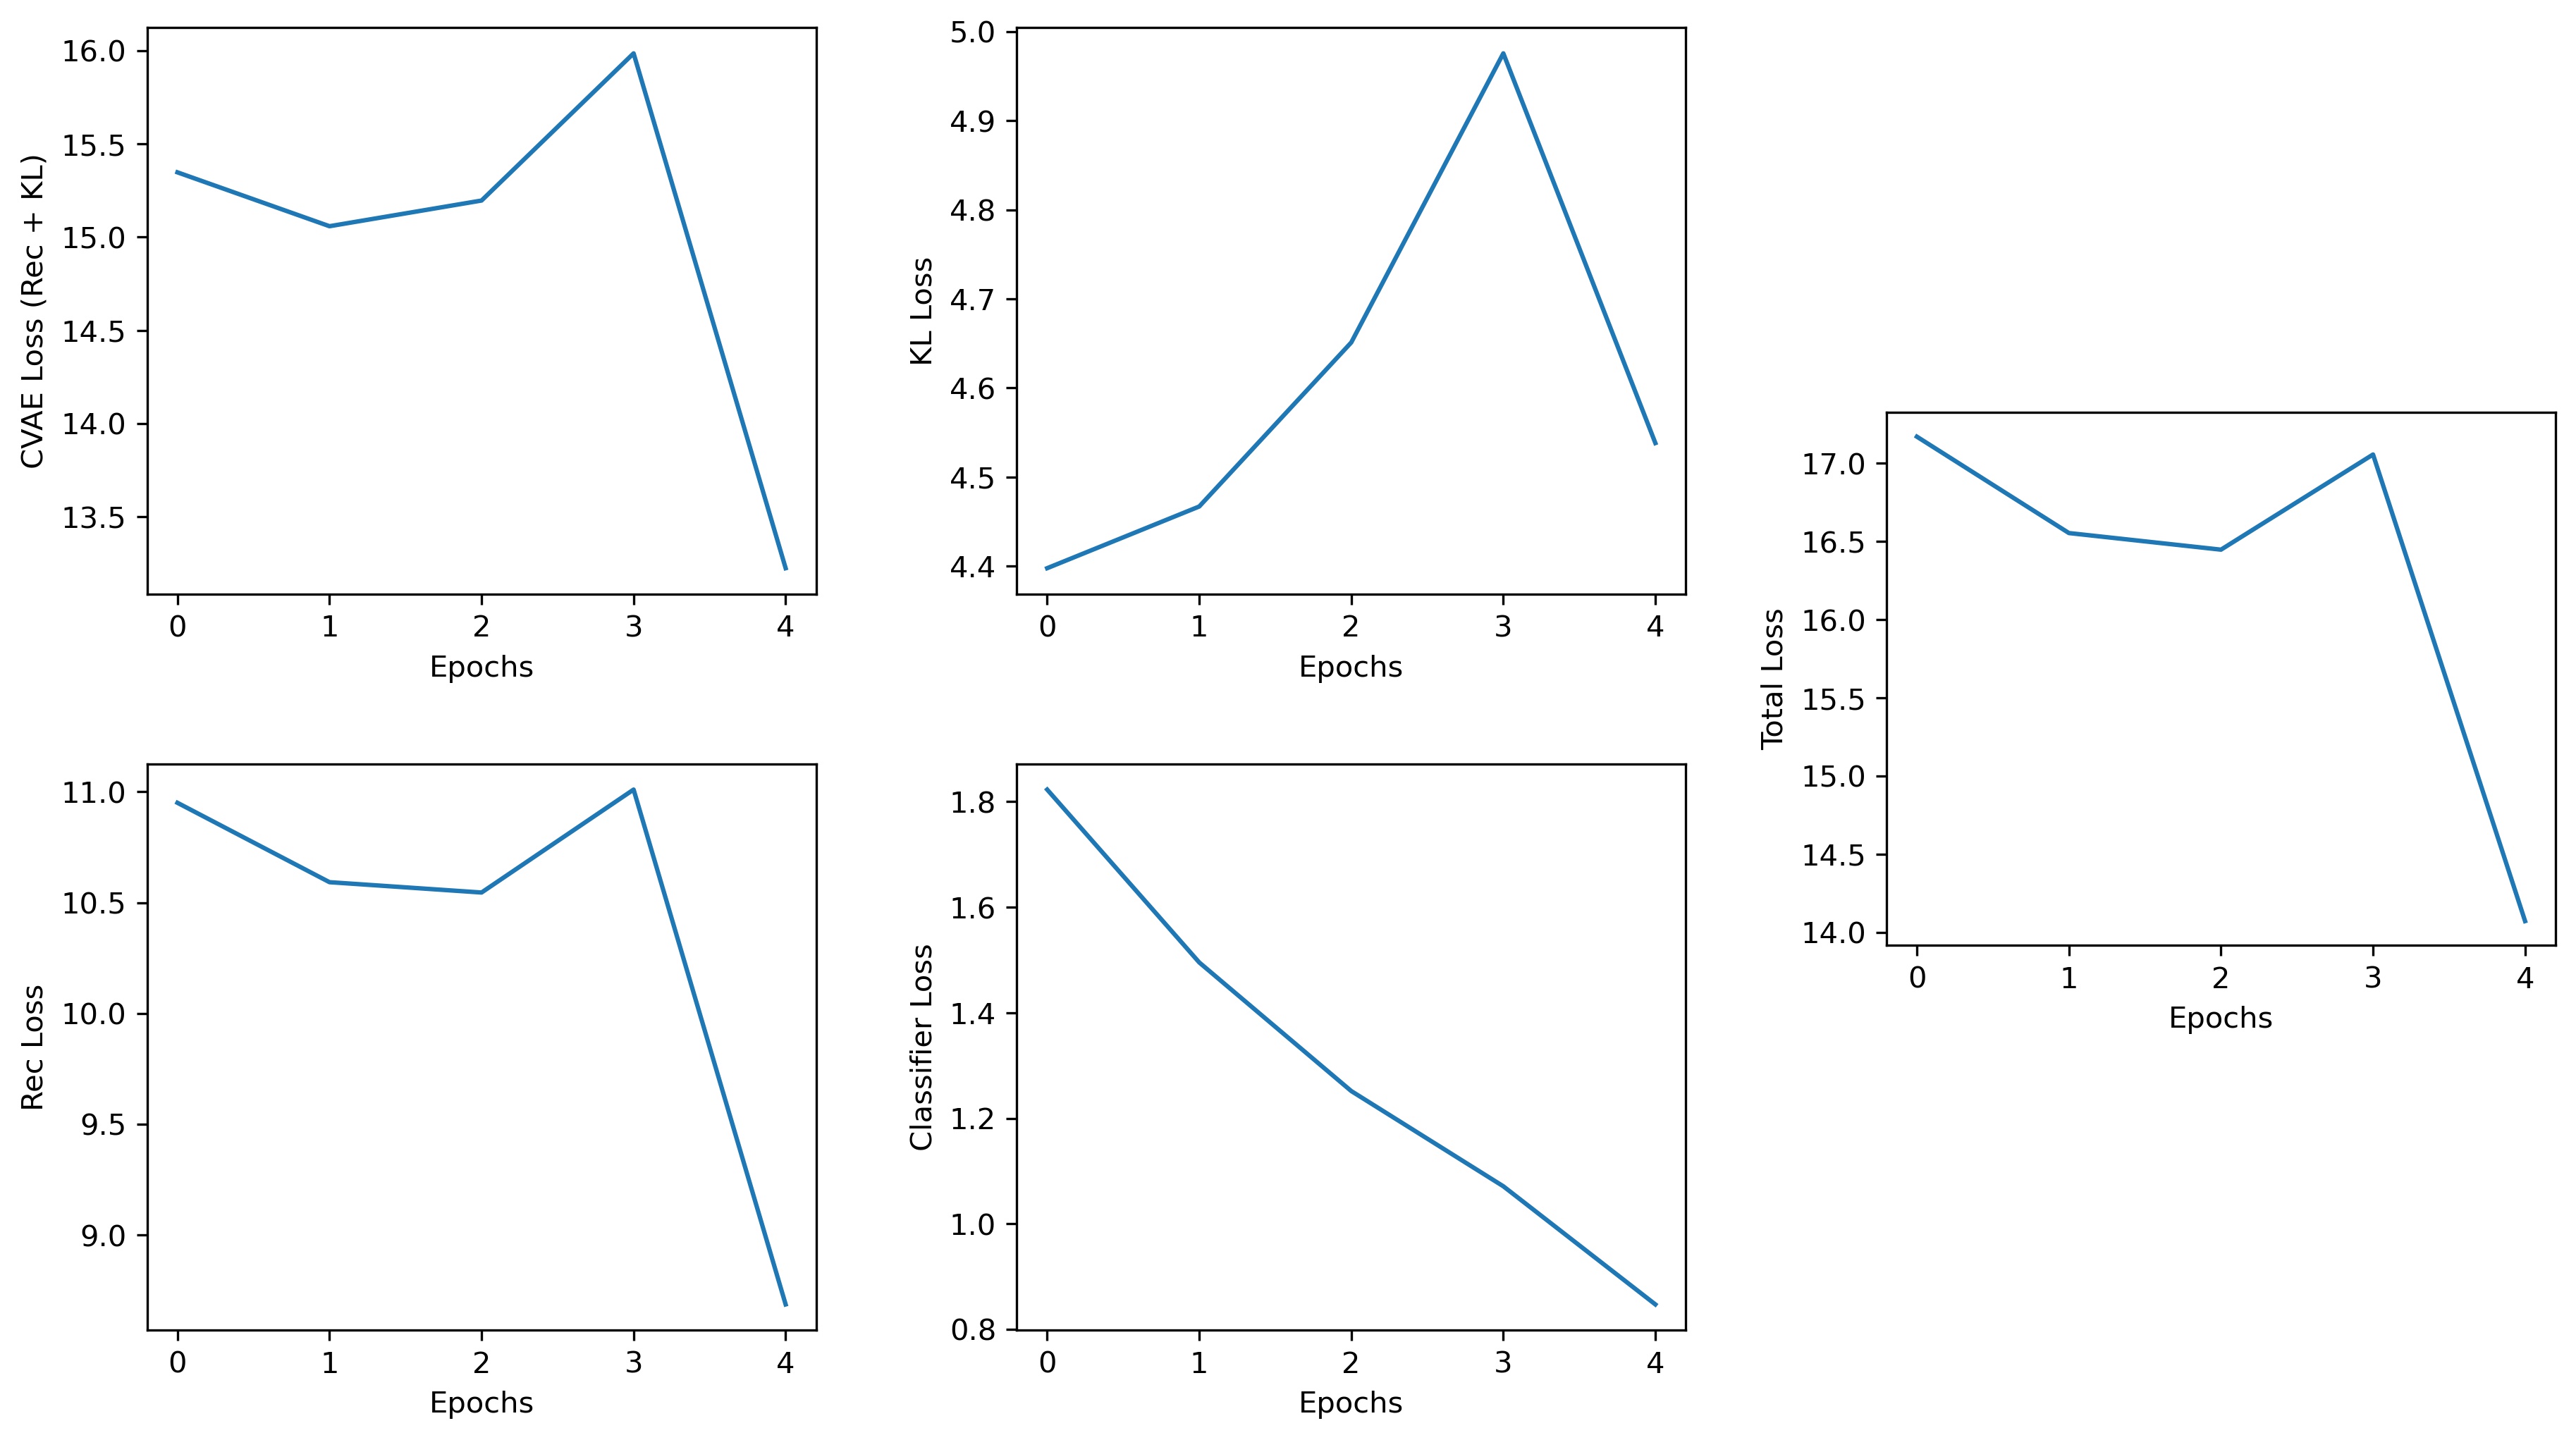 CVAE Loss (Rec + KL)
16.0
15.5
15.0
14.5
14.0
13.5
0 1 2 3 4
Epochs
KL Loss
5.0
4.9
4.8
4.7
4.6
4.5
4.4
0 1 2 3 4
Epochs
Rec Loss
11.0
10.5
10.0
9.5
9.0
0 1 2 3 4
Epochs
Classifier Loss
1.8
1.6
1.4
1.2
1.0
0.8
0 1 2 3 4
Epochs
Total Loss
17.0
16.5
16.0
15.5
15.0
14.5
14.0
0 1 2 3 4
Epochs